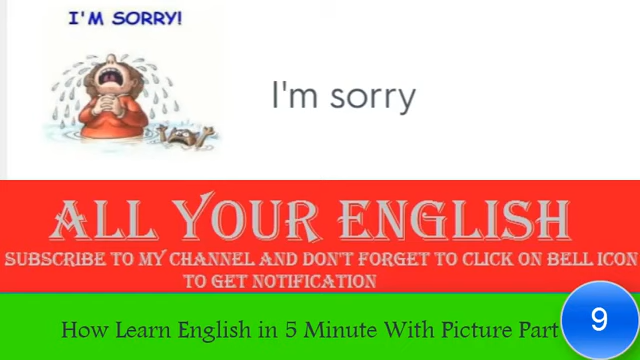 I'M SORRY!
I'm sorry
ALL YOUR ENGLISH
SUBSCRIBE TO MY CHANNEL AND DON'T FORGET TO CLICK ON BELL ICON
TO GET NOTIFICATION
How Learn English in 5 Minute With Picture Part 9